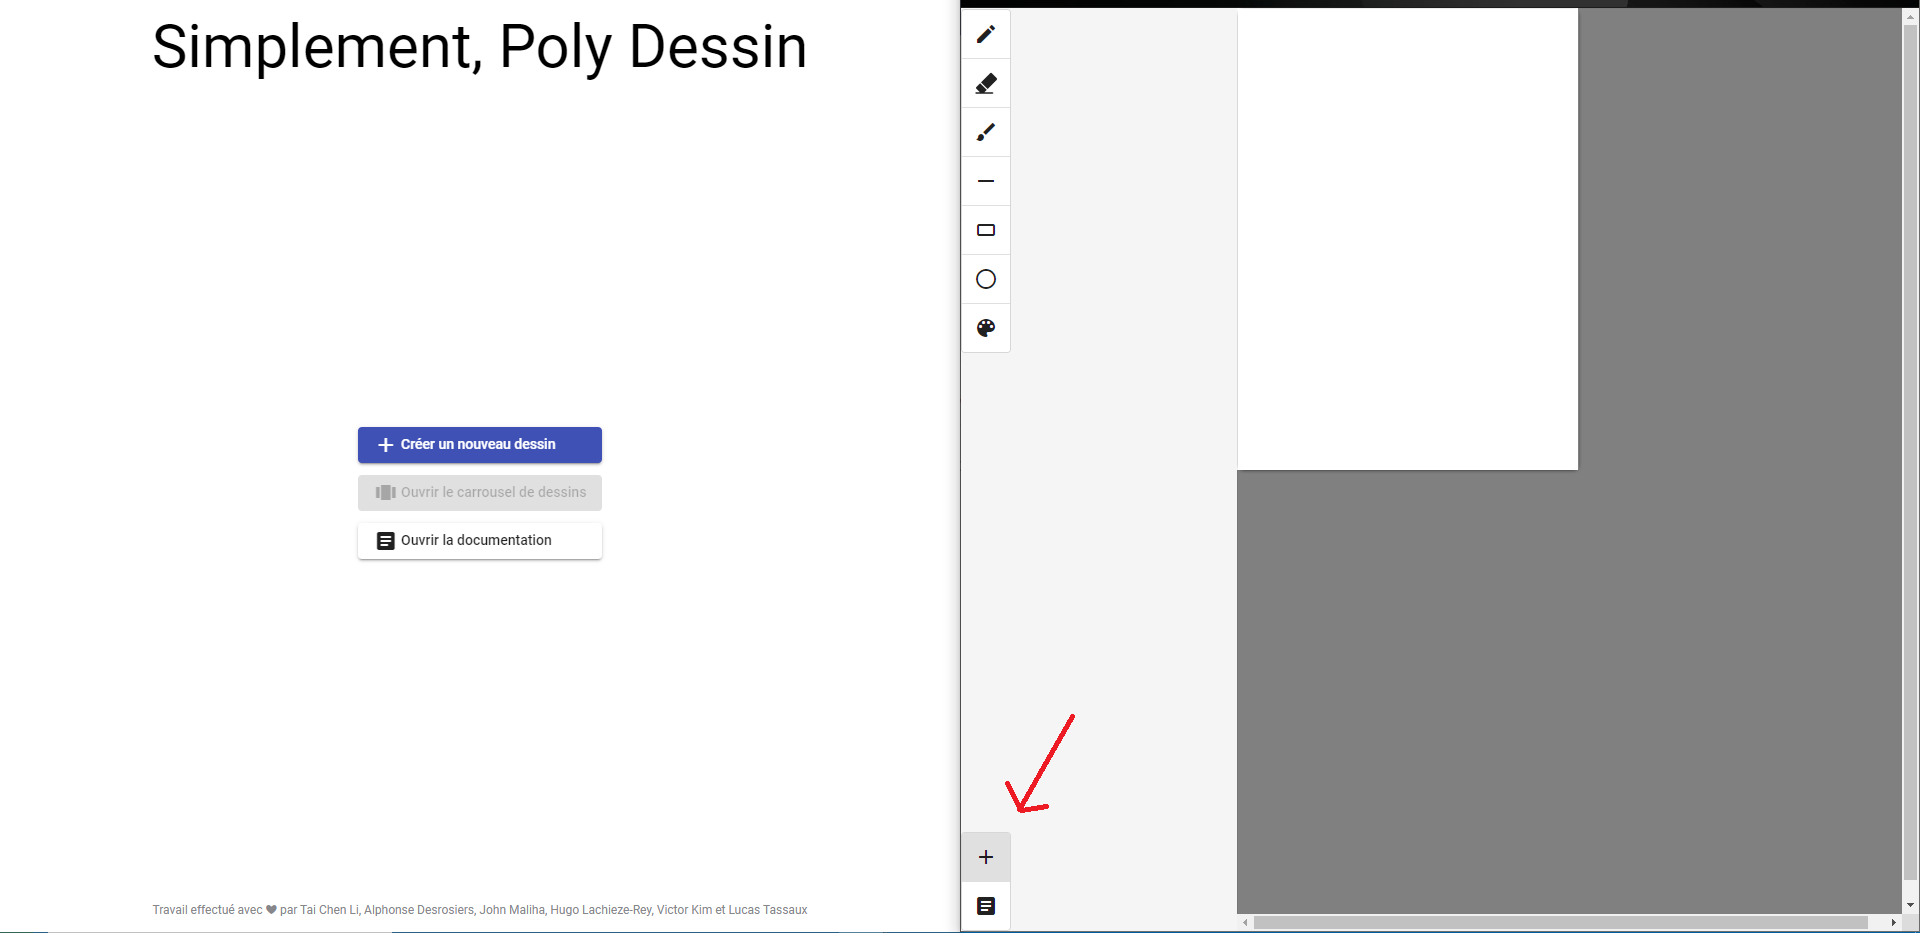 Simplement, Poly Dessin
Créer un nouveau dessin
Ouvrir le carrousel de dessins
Ouvrir la documentation
Travail effectué avec ♥ par Tai Chen Li, Alphonse Desrosiers, John Maliha, Hugo Lachieze-Rey, Victor Kim et Lucas Tassaux